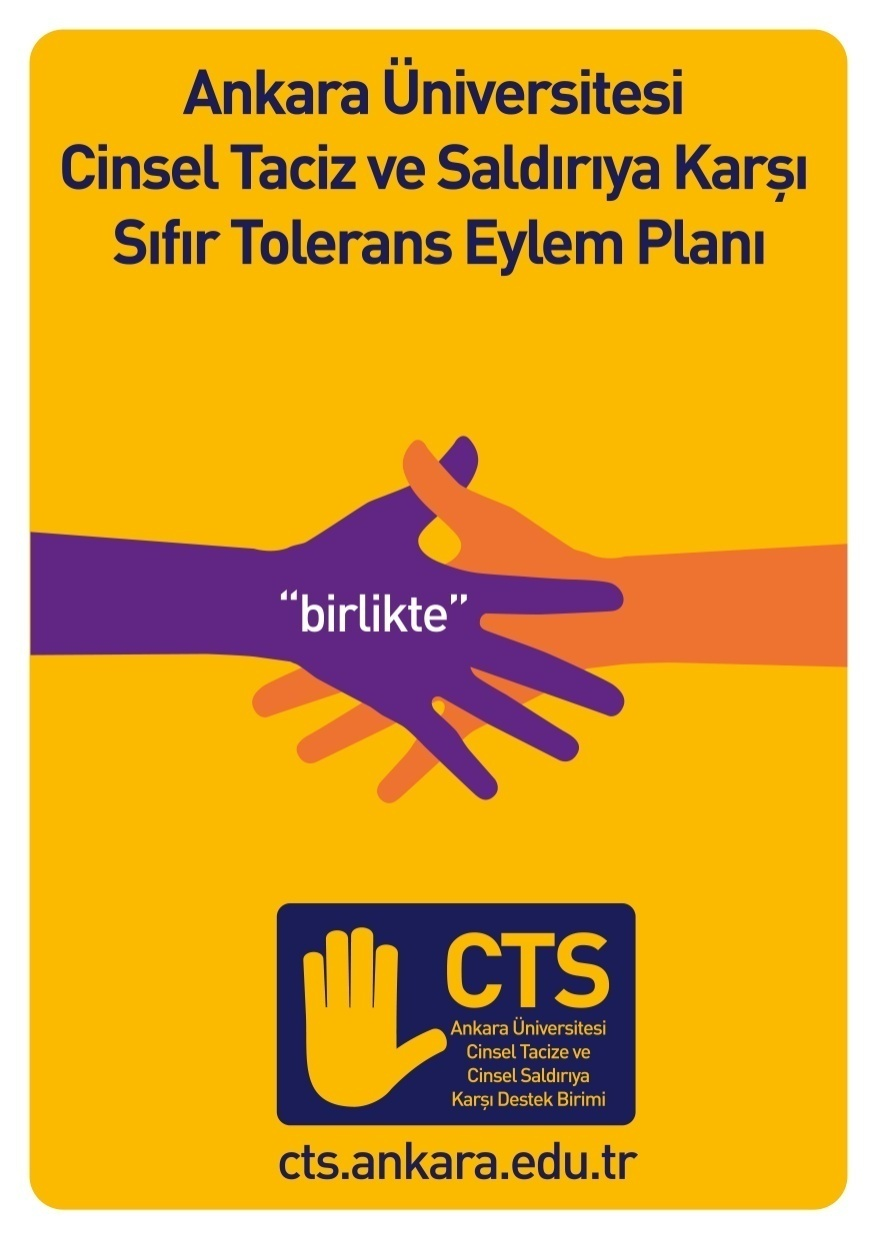 Ankara Üniversitesi
Cinsel Taciz ve Saldırıya Karşı
Sıfır Tolerans Eylem Planı
“birlikte”
CTS
Ankara Üniversitesi
Cinsel Tacize ve
Cinsel Saldırıya
Karşı Destek Birimi
cts.ankara.edu.tr